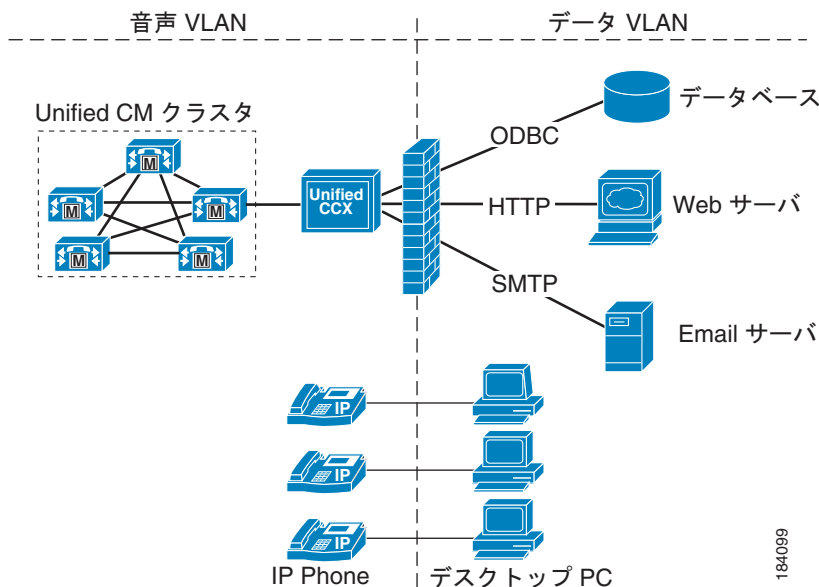 音声 VLAN
データ VLAN
Unified CM クラスタ
M
M
M
M
M
Unified
CCX
ODBC
データベース
HTTP
Web サーバ
SMTP
Email サーバ
IP
IP
IP
IP Phone
デスクトップ PC
184099